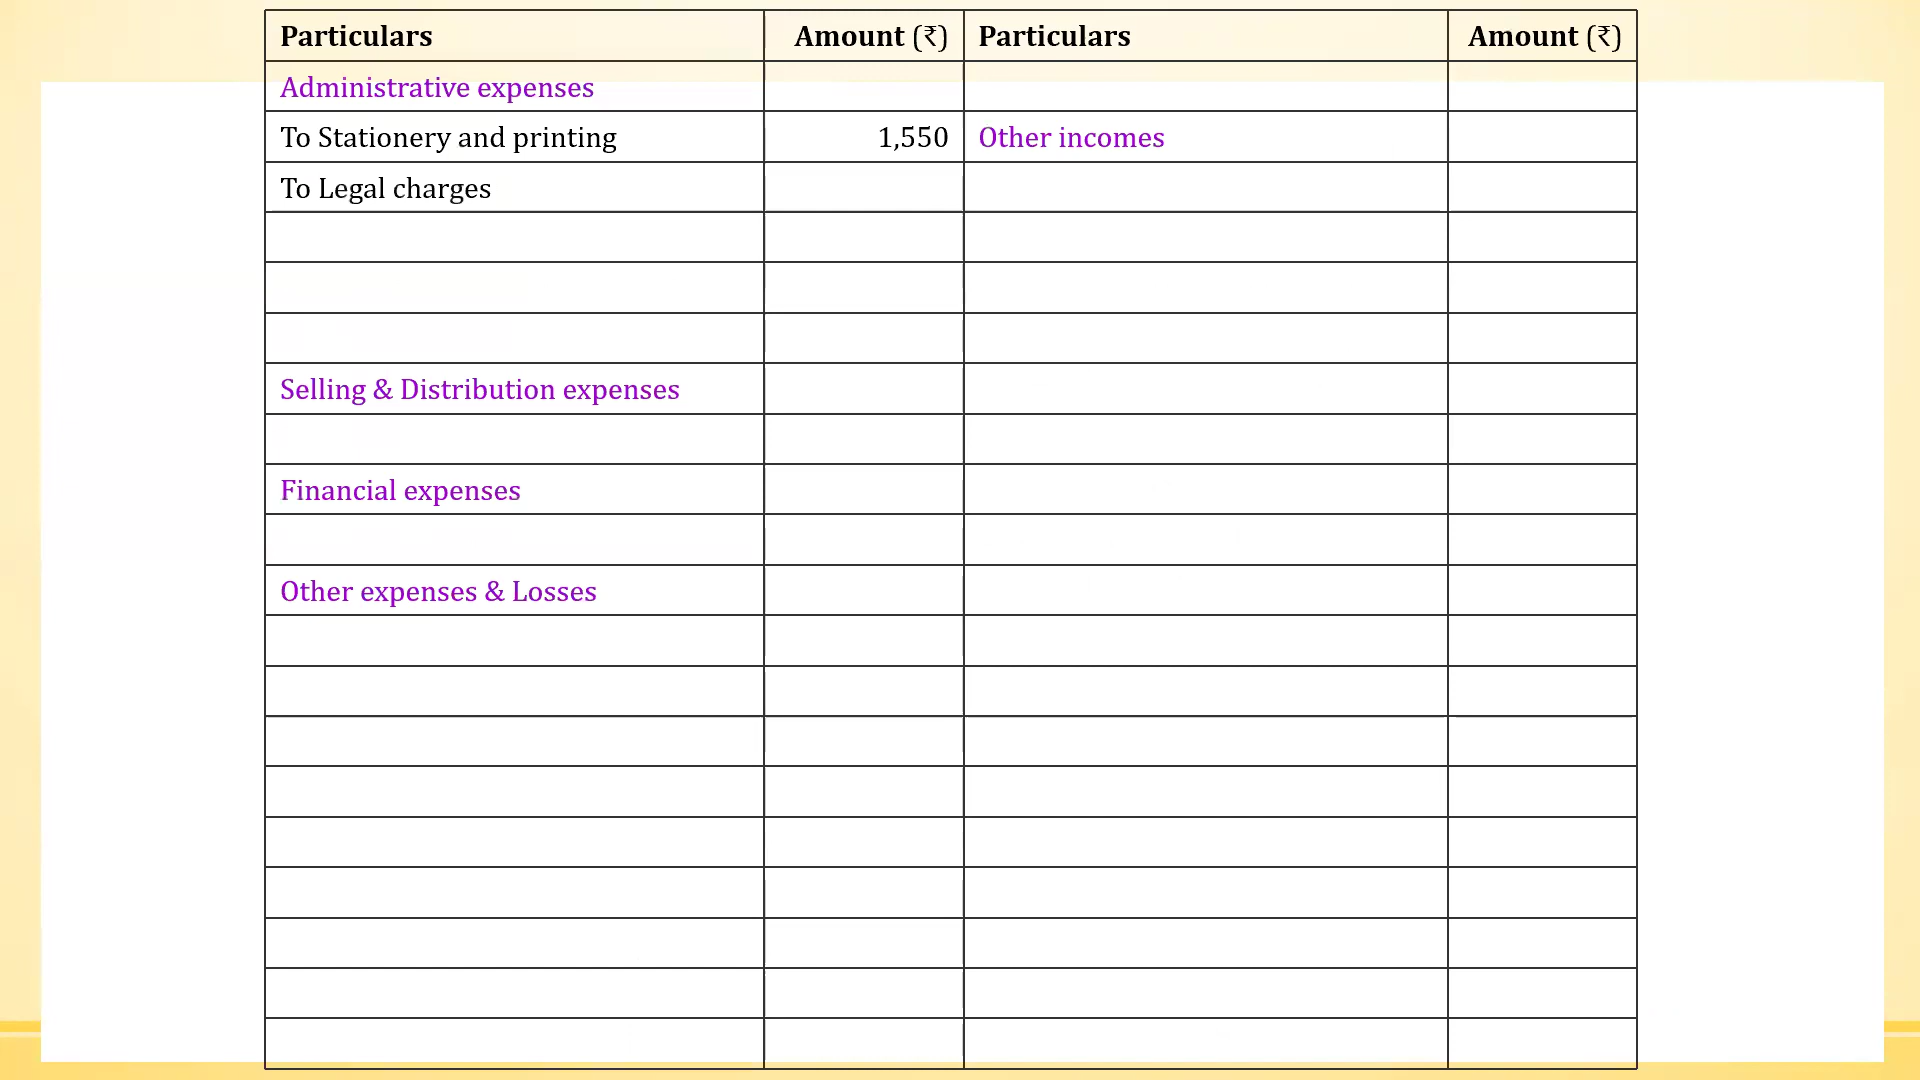 Particulars Amount (₹) Particulars Amount (₹)
Administrative expenses
To Stationery and printing 1,550 Other incomes
To Legal charges
Selling & Distribution expenses
Financial expenses
Other expenses & Losses